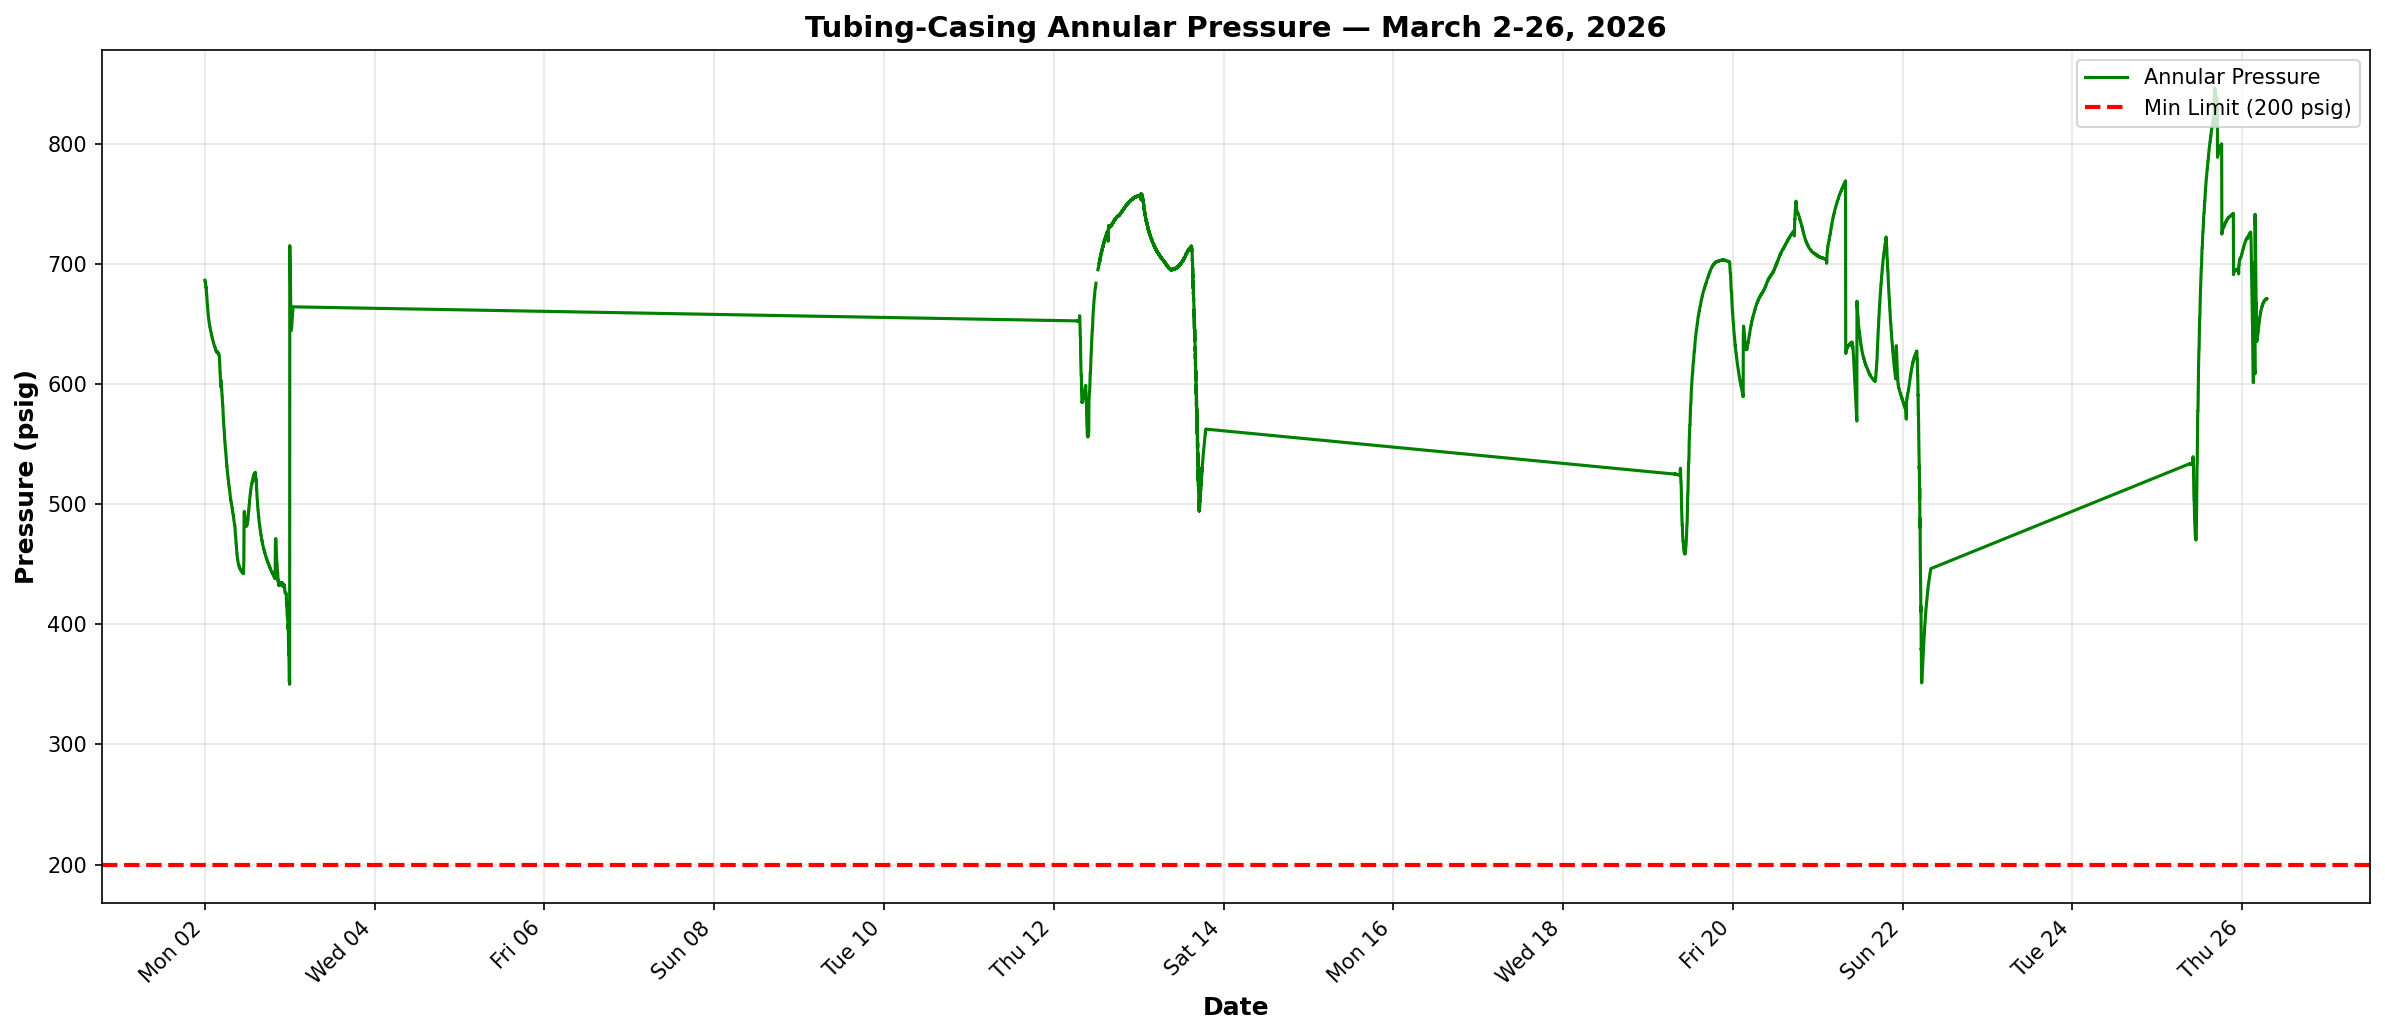 Tubing-Casing Annular Pressure — March 2-26, 2026
Annular Pressure
Min Limit (200 psig)
Pressure (psig)
800
700
600
500
400
300
200
Mon 02
Wed 04
Fri 06
Sun 08
Tue 10
Thu 12
Sat 14
Mon 16
Wed 18
Fri 20
Sun 22
Tue 24
Thu 26
Date